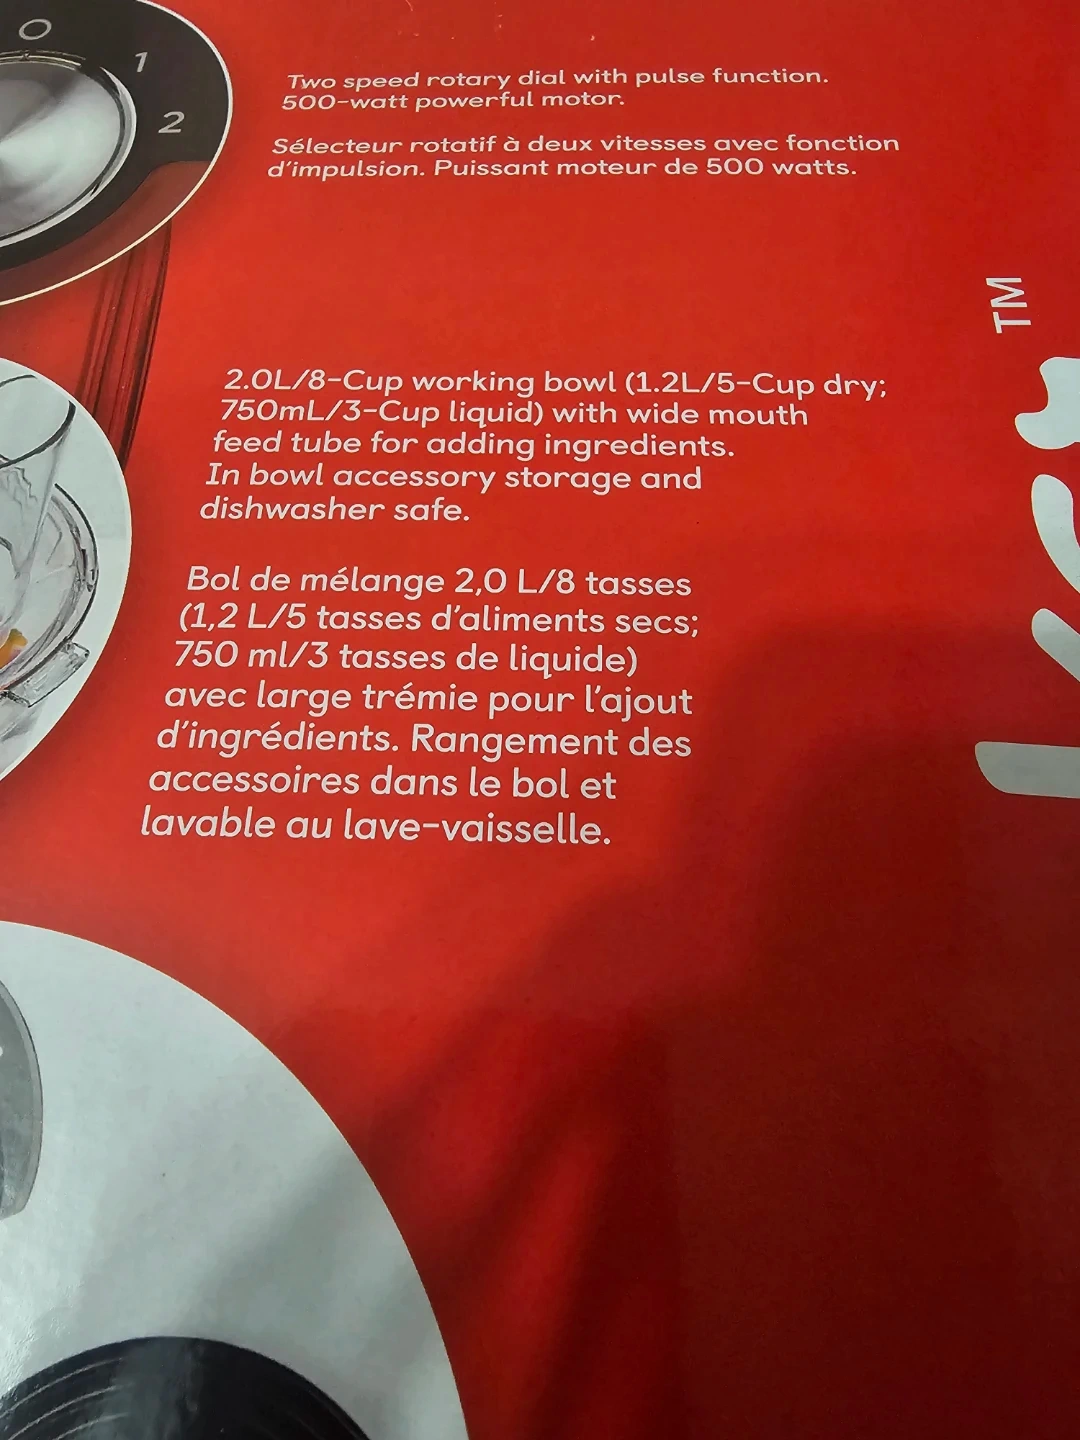 0
1
2
Two speed rotary dial with pulse function.
500-watt powerful motor.
Sélecteur rotatif à deux vitesses avec fonction
d'impulsion. Puissant moteur de 500 watts.
TM
2.0L/8-Cup working bowl (1.2L/5-Cup dry;
750mL/3-Cup liquid) with wide mouth
feed tube for adding ingredients.
In bowl accessory storage and
dishwasher safe.
Bol de mélange 2,0 L/8 tasses
(1,2 L/5 tasses d'aliments secs;
750 ml/3 tasses de liquide)
avec large trémie pour l'ajout
d'ingrédients. Rangement des
accessoires dans le bol et
lavable au lave-vaisselle.